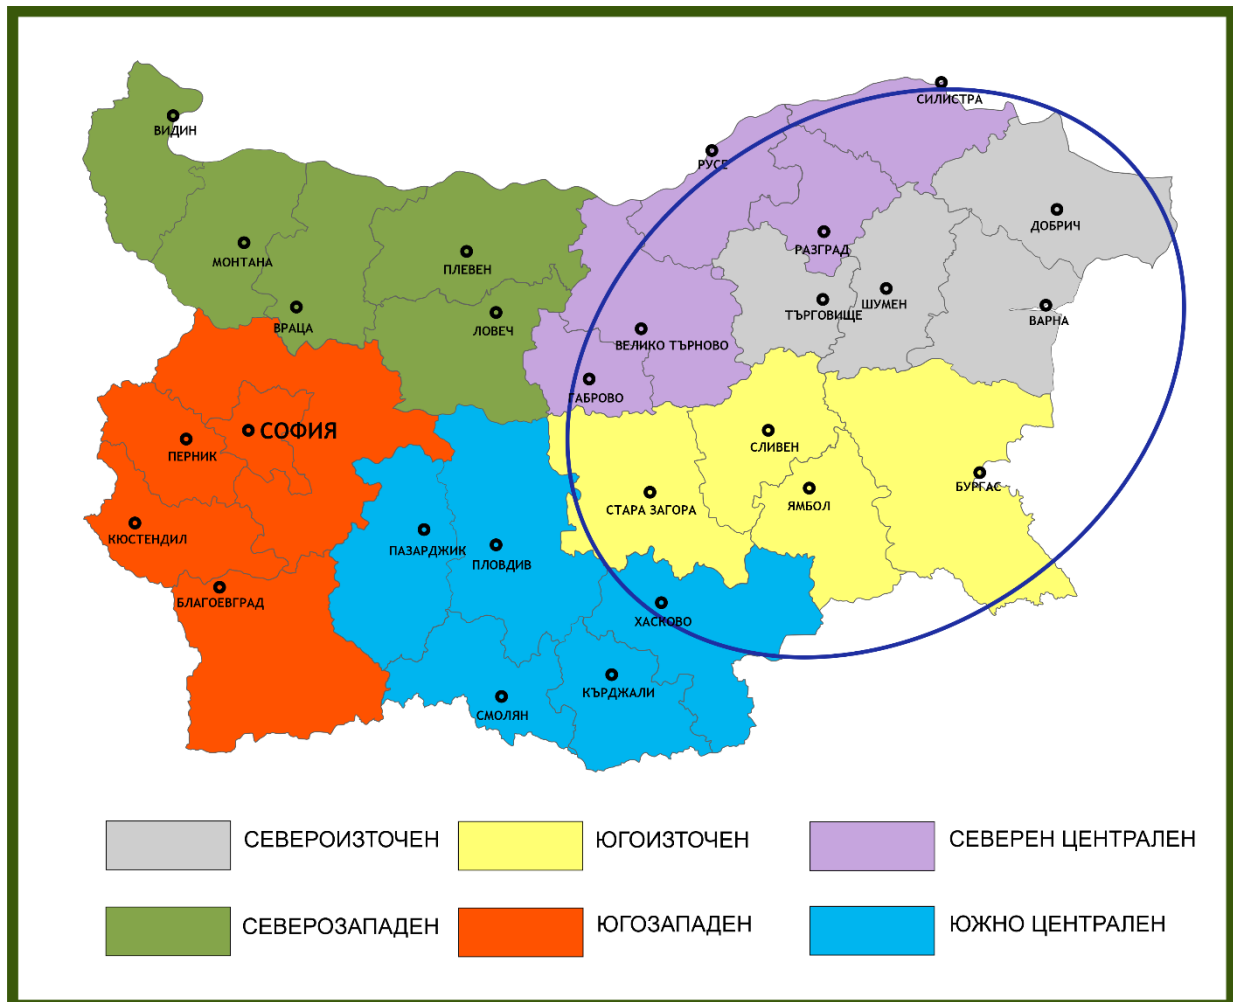 СИЛИСТРА
ВИДИН
РУСЕ
ДОБРИЧ
РАЗГРАД
МОНТАНА
ПЛЕВЕН
ТЪРГОВИЩЕ
ШУМЕН
ВАРНА
ВРАЦА
ЛОВЕЧ
ВЕЛИКО ТЪРНОВО
ГАБРОВО
СОФИЯ
ПЕРНИК
СЛИВЕН
БУРГАС
СТАРА ЗАГОРА
ЯМБОЛ
КЮСТЕНДИЛ
ПАЗАРДЖИК
ПЛОВДИВ
БЛАГОЕВГРАД
ХАСКОВО
КЪРДЖАЛИ
СМОЛЯН
СЕВЕРОИЗТОЧЕН
ЮГОИЗТОЧЕН
СЕВЕРЕН ЦЕНТРАЛЕН
СЕВЕРОЗАПАДЕН
ЮГОЗАПАДЕН
ЮЖНО ЦЕНТРАЛЕН